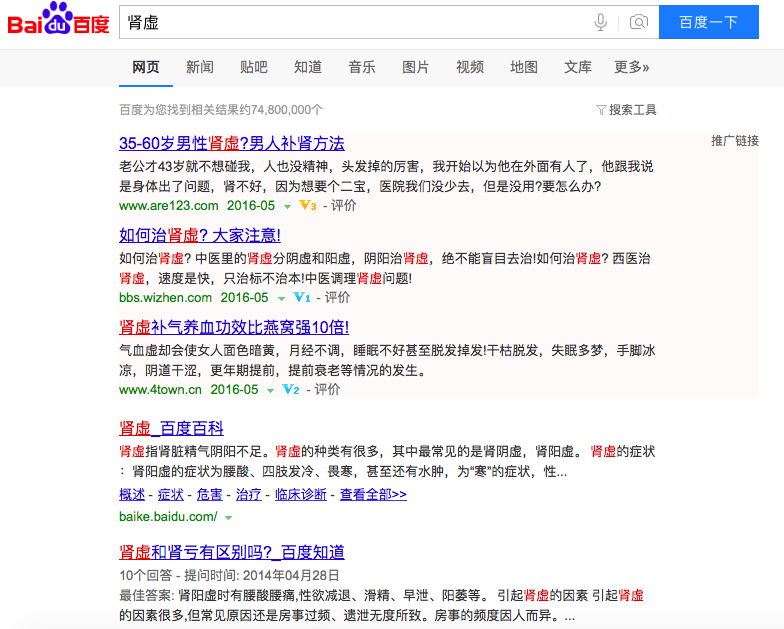 Bai du 百度
肾虚
百度一下
网页 新闻 贴吧 知道 音乐 图片 视频 地图 文库 更多»
百度为您找到相关结果约74,800,000个
搜索工具
35-60岁男性肾虚?男人补肾方法
推广链接
老公才43岁就不想碰我，人也没精神，头发掉的厉害，我开始以为他在外面有人了，他跟我说
是身体出了问题，肾不好，因为想要个二宝，医院我们没少去，但是没用?要怎么办?
www.are123.com 2016-05 V3 - 评价
如何治肾虚? 大家注意!
如何治肾虚? 中医里的肾虚分阴虚和阳虚，阴阳治肾虚，绝不能盲目去治!如何治肾虚? 西医治
肾虚，速度是快，只治标不治本!中医调理肾虚问题!
bbs.wizhen.com 2016-05 V1 - 评价
肾虚补气养血功效比燕窝强10倍!
气血虚却会使女人面色暗黄，月经不调，睡眠不好甚至脱发掉发!干枯脱发，失眠多梦，手脚冰
凉，阴道干涩，更年期提前，提前衰老等情况的发生。
www.4town.cn 2016-05 V2 - 评价
肾虚_百度百科
肾虚指肾脏精气阴阳不足。肾虚的种类有很多，其中最常见的是肾阴虚，肾阳虚。 肾虚的症状
：肾阳虚的症状为腰酸、四肢发冷、畏寒，甚至还有水肿，为“寒”的症状，性...
概述 - 症状 - 危害 - 治疗 - 临床诊断 - 查看全部>>
baike.baidu.com/
肾虚和肾亏有区别吗?_百度知道
10个回答 - 提问时间: 2014年04月28日
最佳答案: 肾阳虚时有腰酸腰痛,性欲减退、滑精、早泄、阳萎等。 引起肾虚的因素 引起肾虚
的因素很多,但常见原因还是房事过频、遗泄无度所致。房事的频度因人而异。...